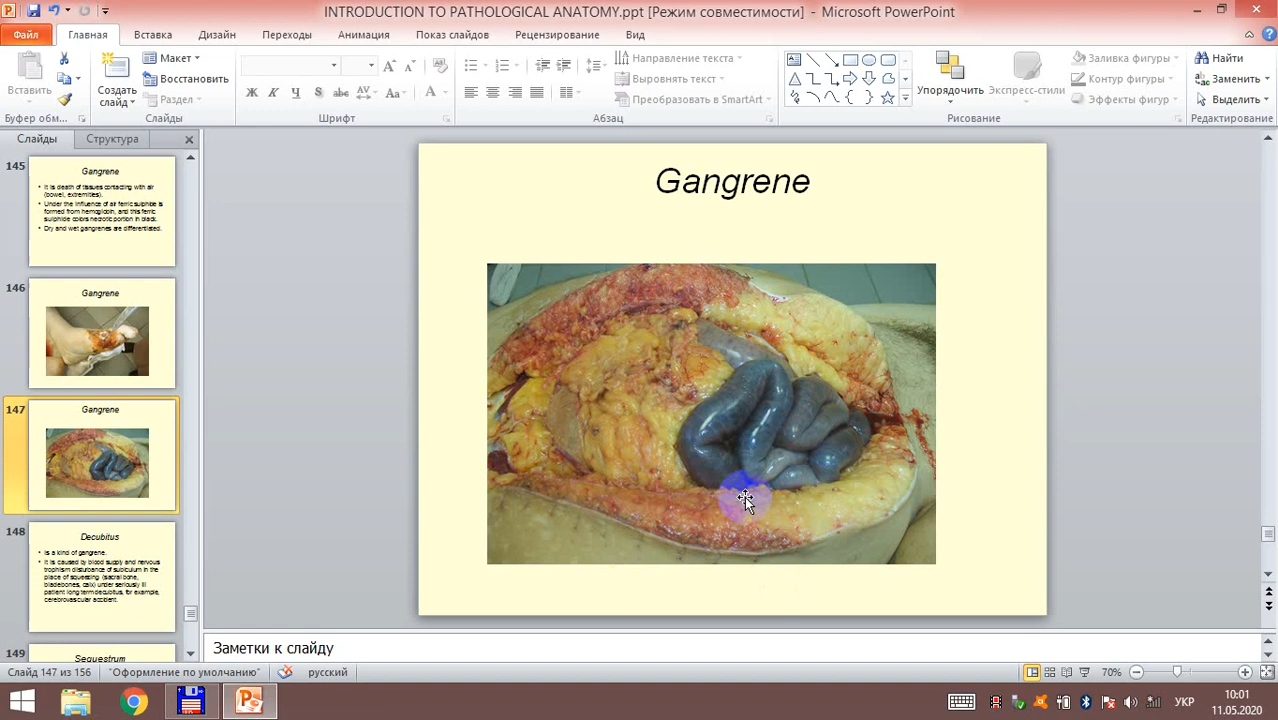 INTRODUCTION TO PATHOLOGICAL ANATOMY.ppt [Режим совместимости] - Microsoft PowerPoint
Файл Главная Вставка Дизайн Переходы Анимация Показ слайдов Рецензирование Вид
Вставить
Создать слайд
Макет
Восстановить
Раздел
Ж К Ч S abc AV Aa А
Направление текста
Выровнять текст
Преобразовать в SmartArt
Упорядочить
Экспресс-стили
Заливка фигуры
Контур фигуры
Эффекты фигур
Найти
Заменить
Выделить
Буфер обм... Слайды Шрифт Абзац Рисование Редактирование
Слайды Структура
145
Gangrene
• It is death of tissues contacting with air
(bowel, extremities).
• Under the influence of air ferric sulphide is
formed from hemoglobin, and this ferric
sulphide colors necrotic portion in black.
• Dry and wet gangrenes are differentiated.
146
Gangrene
147
Gangrene
148
Decubitus
• Is a kind of gangrene.
• It is caused by blood supply and nervous
trophism disturbance of subiculum in the
place of squeezing (sacral bone,
bladebones, calx) under seriously ill
patient long term decubitus, for example,
cerebrovascular accident.
149
Sequestrum
Gangrene
Заметки к слайду
Слайд 147 из 156 "Оформление по умолчанию" русский 70%
УКР
10:01
11.05.2020